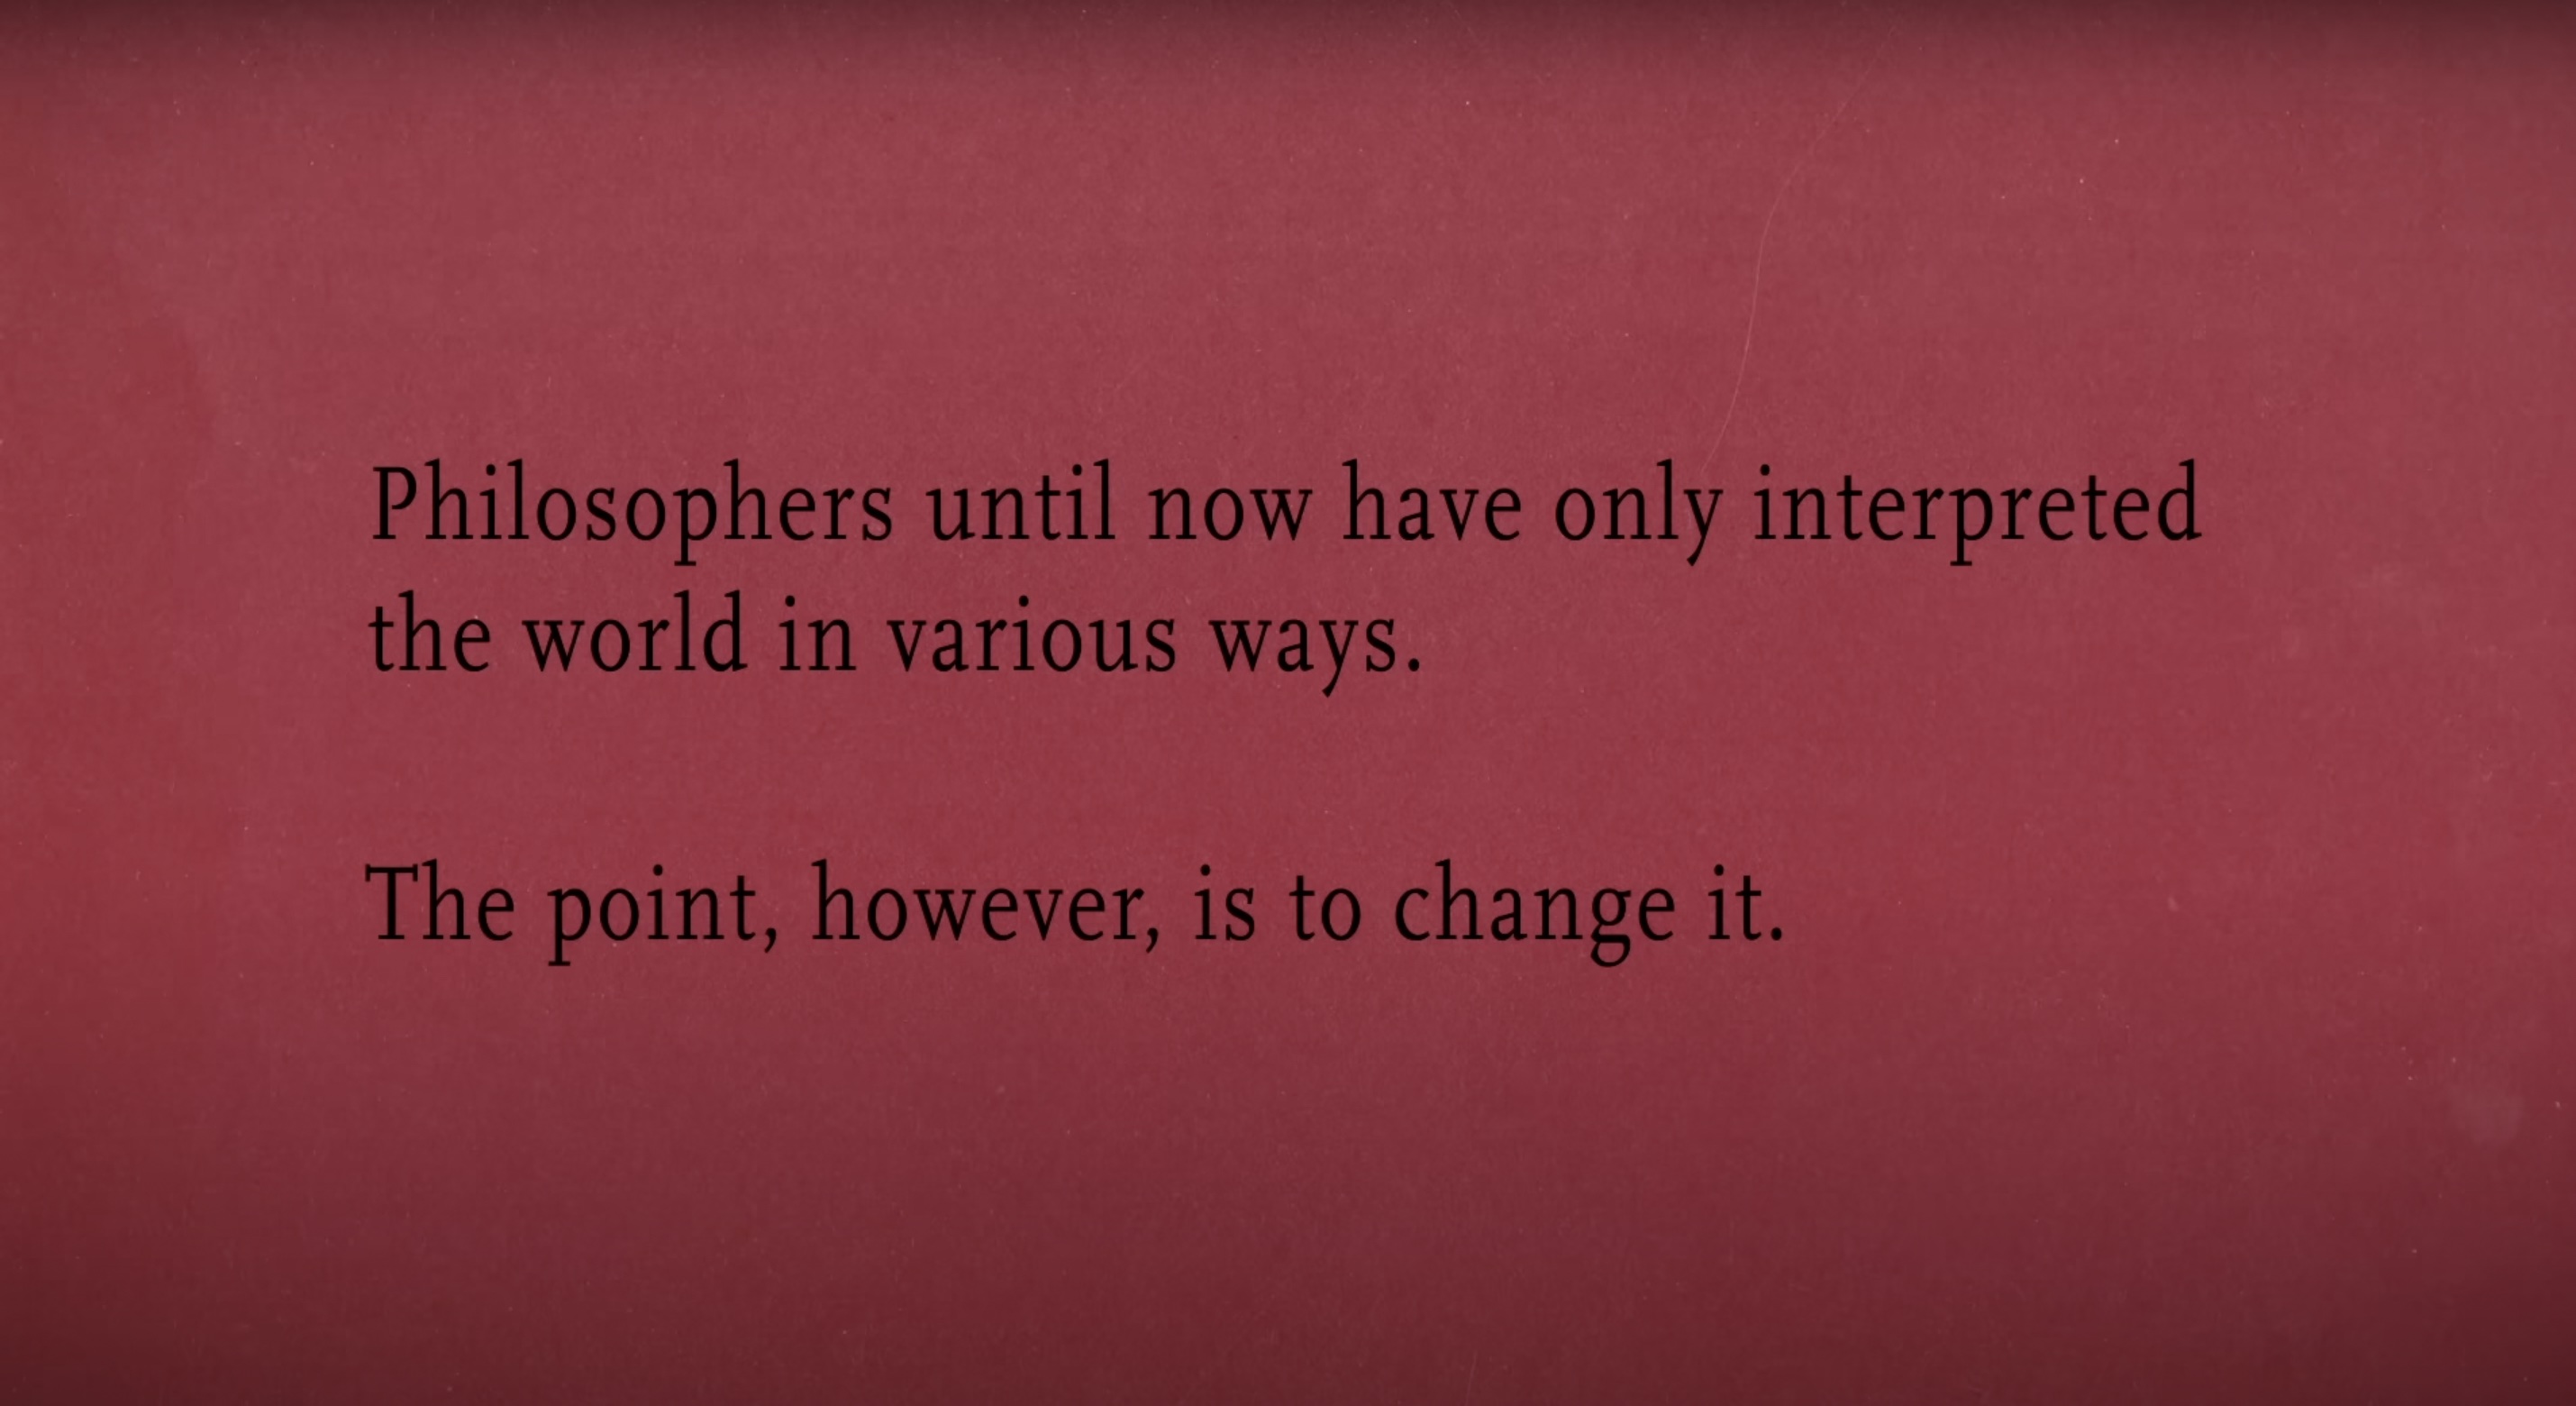 Philosophers until now have only interpreted
the world in various ways.
The point, however, is to change it.